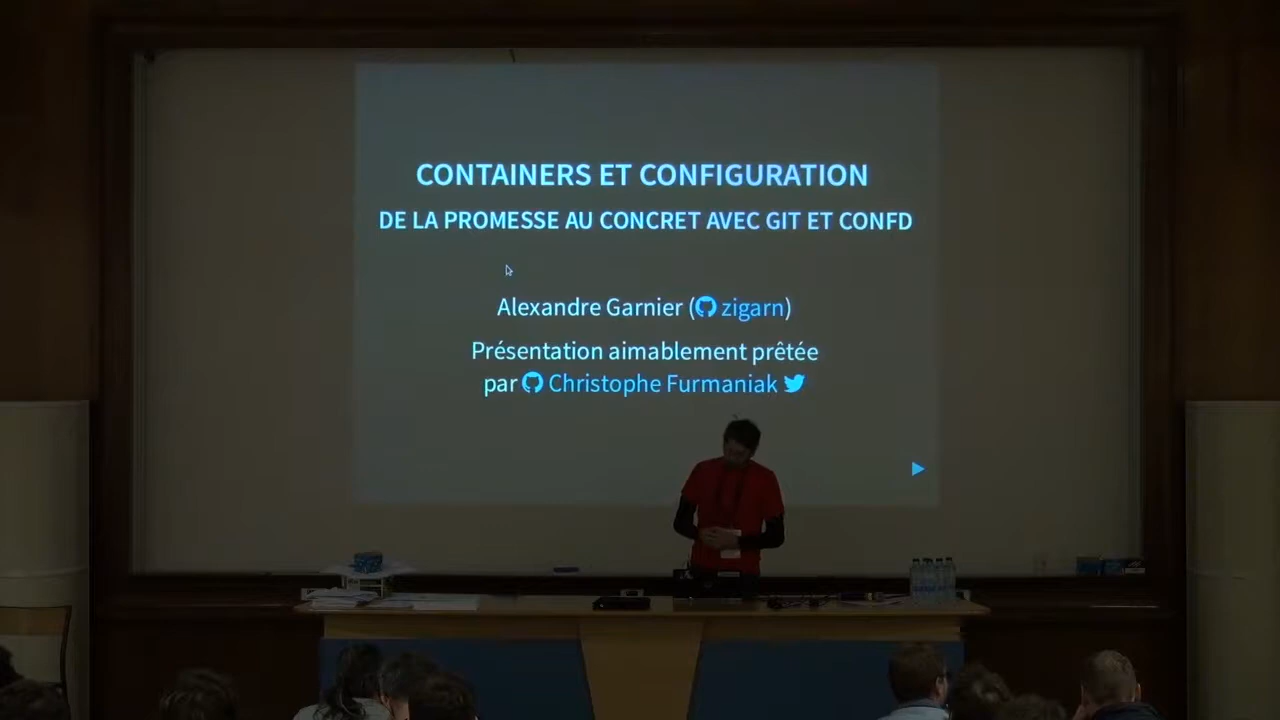 CONTAINERS ET CONFIGURATION
DE LA PROMESSE AU CONCRET AVEC GIT ET CONFD
Alexandre Garnier ( zigarn)
Présentation aimablement prêtée
par Christophe Furmaniak